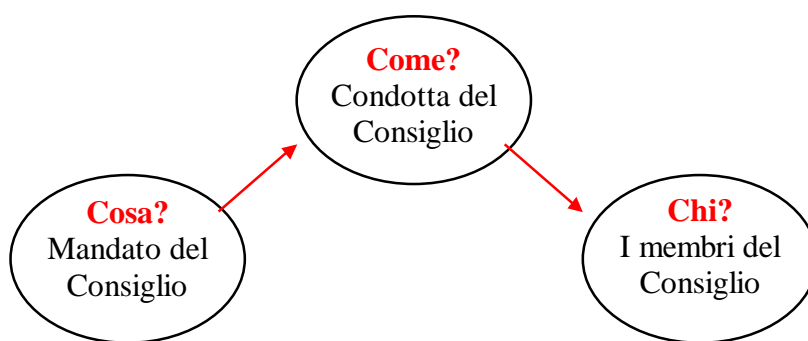 Come?
Condotta del
Consiglio
Cosa?
Mandato del
Consiglio
Chi?
I membri del
Consiglio